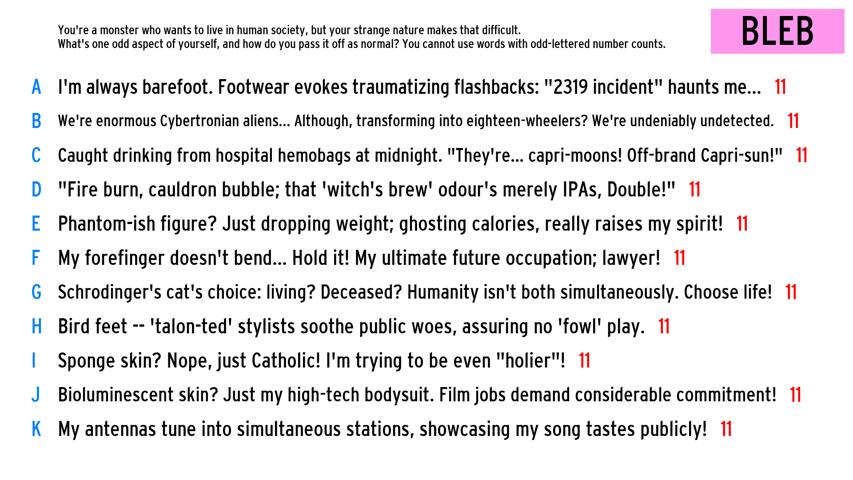 You're a monster who wants to live in human society, but your strange nature makes that difficult.
What's one odd aspect of yourself, and how do you pass it off as normal? You cannot use words with odd-lettered number counts.
BLEB
A I'm always barefoot. Footwear evokes traumatizing flashbacks: "2319 incident" haunts me... 11
B We're enormous Cybertronian aliens... Although, transforming into eighteen-wheelers? We're undeniably undetected. 11
C Caught drinking from hospital hemobags at midnight. "They're... capri-moons! Off-brand Capri-sun!" 11
D "Fire burn, cauldron bubble; that 'witch's brew' odour's merely IPAs, Double!" 11
E Phantom-ish figure? Just dropping weight; ghosting calories, really raises my spirit! 11
F My forefinger doesn't bend... Hold it! My ultimate future occupation; lawyer! 11
G Schrodinger's cat's choice: living? Deceased? Humanity isn't both simultaneously. Choose life! 11
H Bird feet -- 'talon-ted' stylists soothe public woes, assuring no 'fowl' play. 11
I Sponge skin? Nope, just Catholic! I'm trying to be even "holier"! 11
J Bioluminescent skin? Just my high-tech bodysuit. Film jobs demand considerable commitment! 11
K My antennas tune into simultaneous stations, showcasing my song tastes publicly! 11